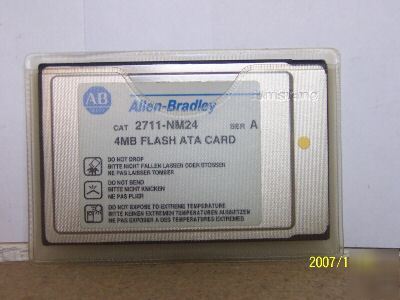 AB
Allen-Bradley
CAT 2711-NM24 SER A
4MB FLASH ATA CARD
DO NOT DROP
BITTE NICHT FALLEN LASSEN ODER STOSSEN
NE PAS LAISSER TOMBER
DO NOT BEND
BITTE NICHT KNICKEN
NE PAS PLIER
DO NOT EXPOSE TO EXTREME TEMPERATURE
BITTE KEINEN EXTREMEN TEMPERATUREN AUSSETZEN
NE PAS EXPOSER A DES TEMPERATURES EXTREMES
2007/1